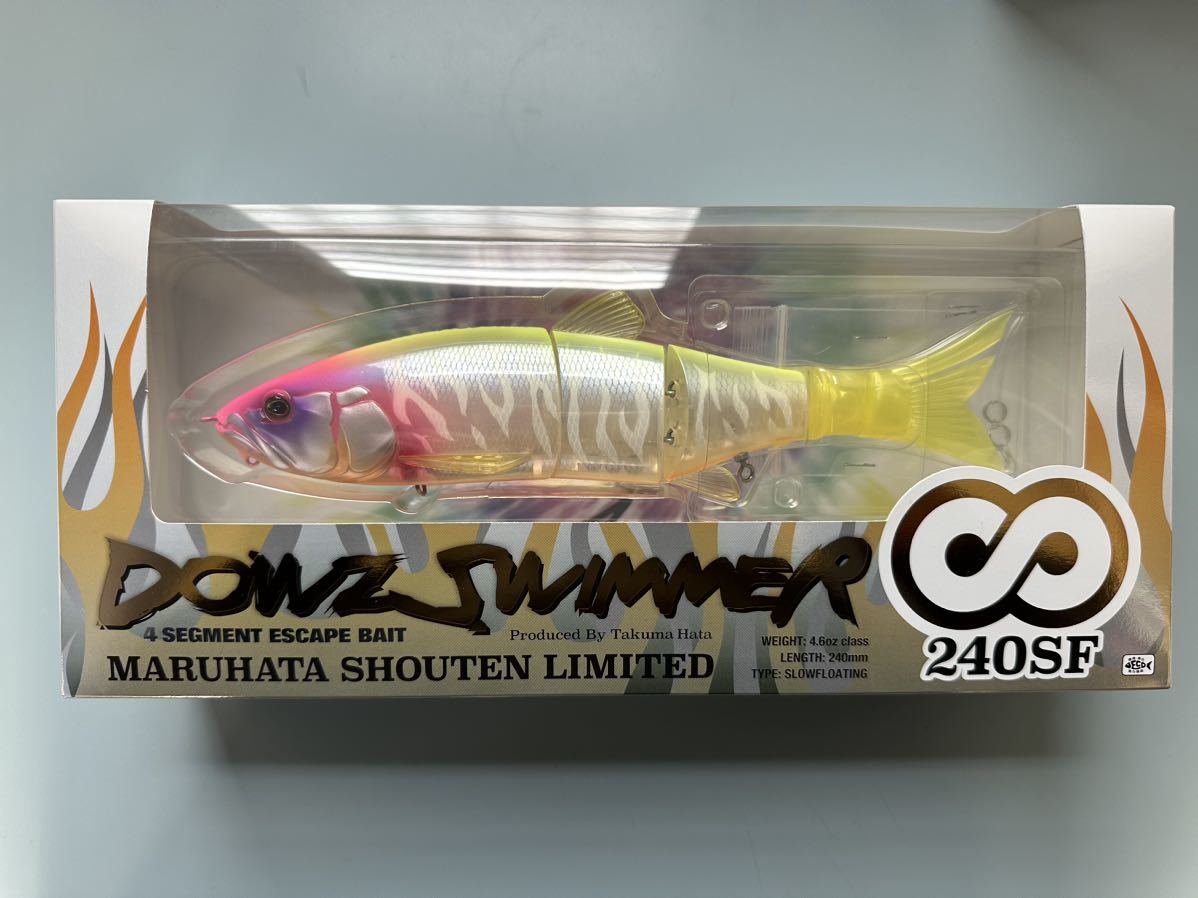 DOWZ SWIMMER
4 SEGMENT ESCAPE BAIT
Produced By Takuma Hata
MARUHATA SHOUTEN LIMITED
WEIGHT: 4.6oz class
LENGTH: 240mm
TYPE: SLOWFLOATING
240SF
FECO